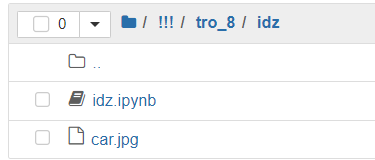 0 / !!! / tro_8 / idz
..
idz.ipynb
car.jpg